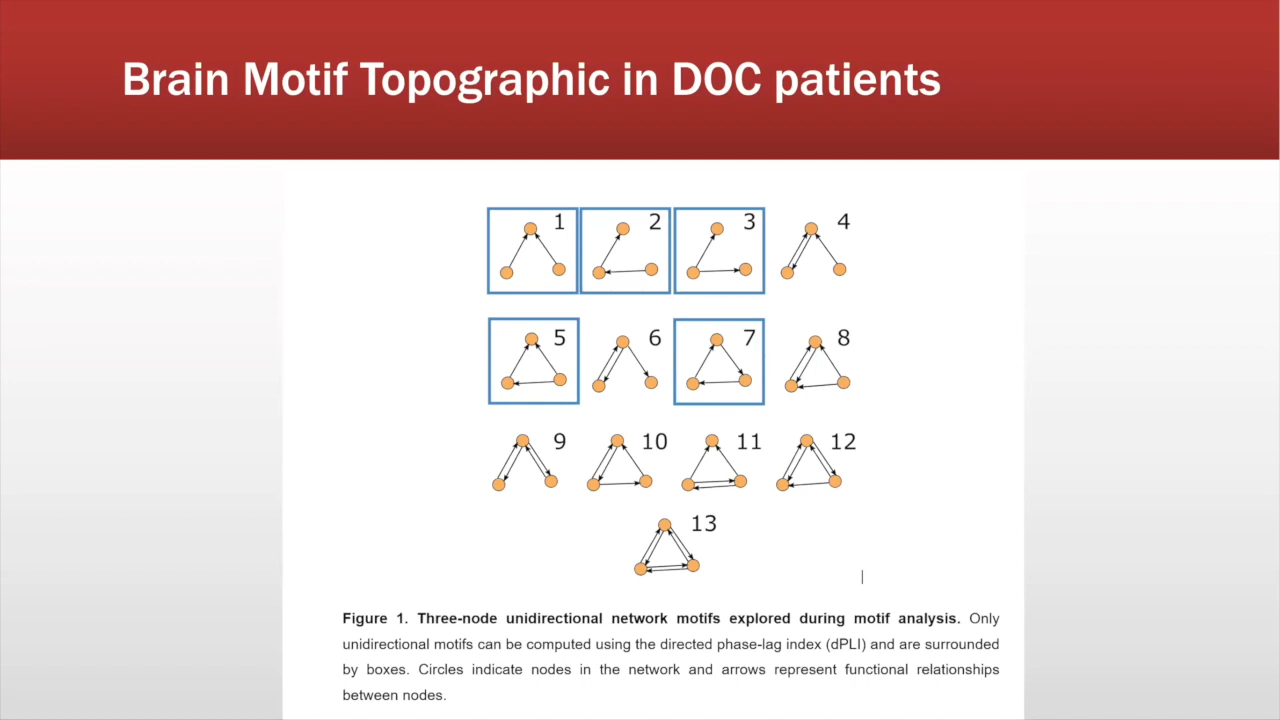 Brain Motif Topographic in DOC patients
1 2 3 4
5 6 7 8
9 10 11 12
13
Figure 1. Three-node unidirectional network motifs explored during motif analysis. Only
unidirectional motifs can be computed using the directed phase-lag index (dPLI) and are surrounded
by boxes. Circles indicate nodes in the network and arrows represent functional relationships
between nodes.